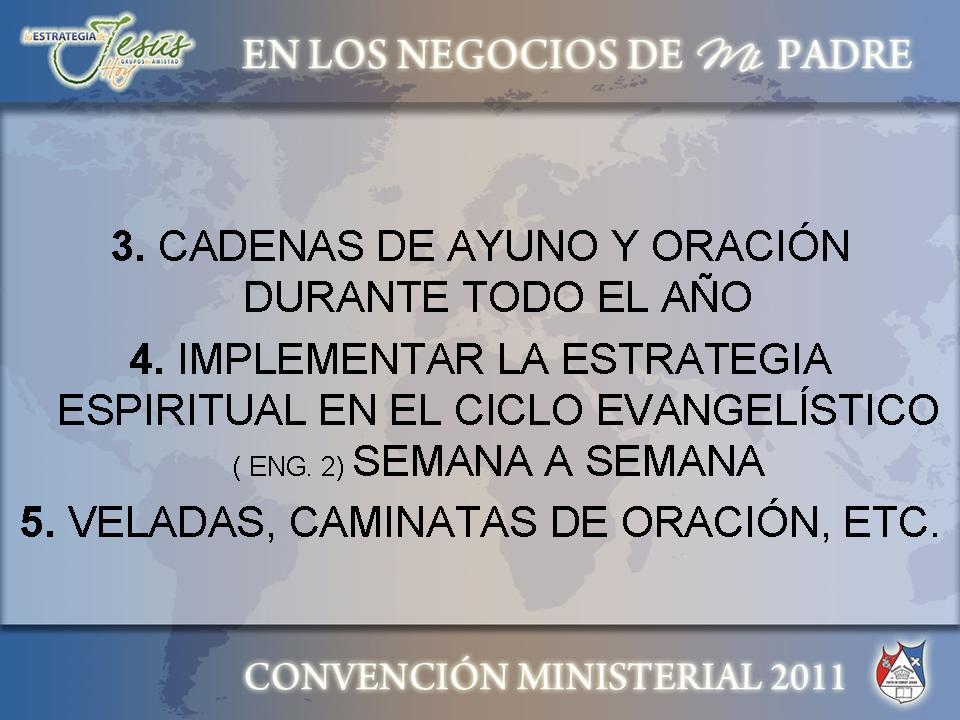 la ESTRATEGIA de
Jesús
GRUPOS de AMISTAD
Hoy
EN LOS NEGOCIOS DE Mi PADRE
3. CADENAS DE AYUNO Y ORACIÓN
DURANTE TODO EL AÑO
4. IMPLEMENTAR LA ESTRATEGIA
ESPIRITUAL EN EL CICLO EVANGELÍSTICO
( ENG. 2) SEMANA A SEMANA
5. VELADAS, CAMINATAS DE ORACIÓN, ETC.
CONVENCIÓN MINISTERIAL 2011